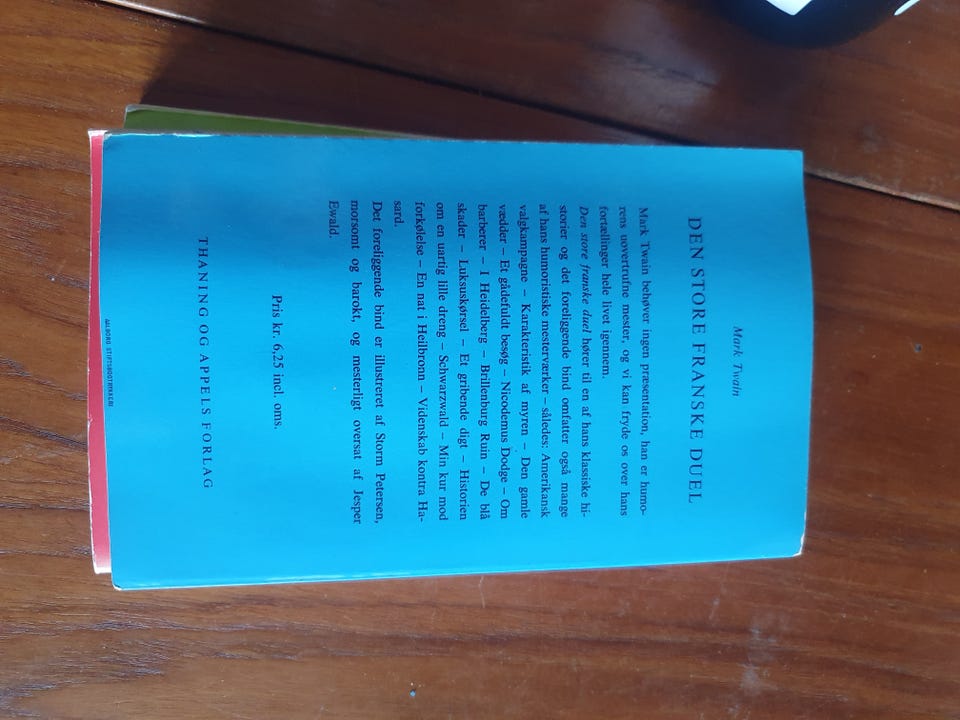 Mark Twain
DEN STORE FRANSKE DUEL
Mark Twain behøver ingen præsentation, han er humo-
rens uovertrufne mester, og vi kan fryde os over hans
fortællinger hele livet igennem.
Den store franske duel hører til en af hans klassiske hi-
storier og det foreliggende bind omfatter også mange
af hans humoristiske mesterværker – således: Amerikansk
valgkampagne – Karakteristik af myren – Den gamle
vædder – Et gådefuldt besøg – Nicodemus Dodge – Om
barberer – I Heidelberg – Brillenburg Ruin – De blå
skader – Luksuskørsel – Et gribende digt – Historien
om en uartig lille dreng – Schwarzwald – Min kur mod
forkølelse – En nat i Heilbronn – Videnskab kontra Ha-
sard.
Det foreliggende bind er illustreret af Storm Petersen,
morsomt og barokt, og mesterligt oversat af Jesper
Ewald.
Pris kr. 6,25 incl. oms.
THANING OG APPELS FORLAG
AALBORG STIFTSBOGTRYKKERI